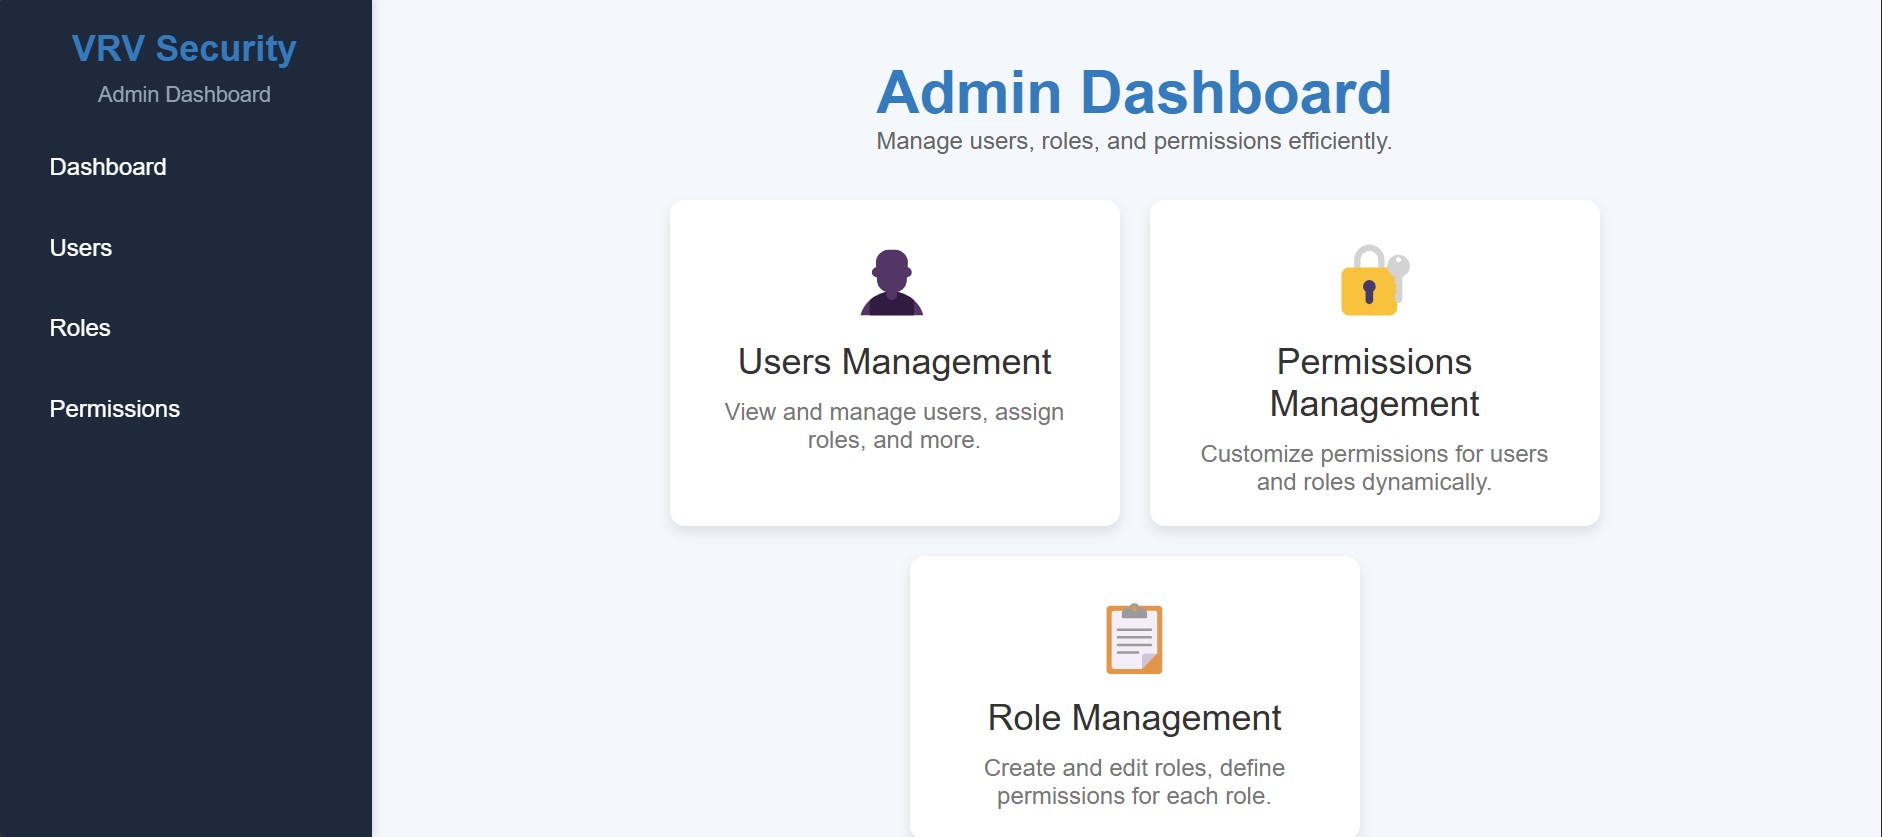 VRV Security
Admin Dashboard
Dashboard
Users
Roles
Permissions
Admin Dashboard
Manage users, roles, and permissions efficiently.
Users Management
View and manage users, assign
roles, and more.
Permissions
Management
Customize permissions for users
and roles dynamically.
Role Management
Create and edit roles, define
permissions for each role.